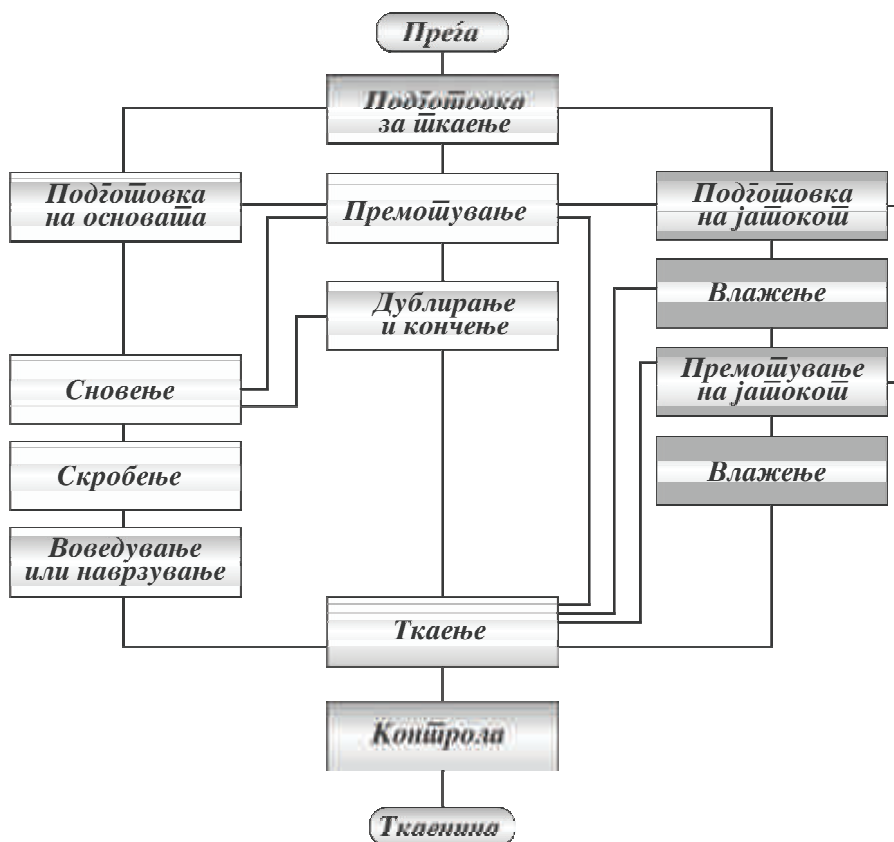 Преѓа
Подготовка
за ткаење
Подготовка
на основата
Премотување
Подготовка
на јатокот
Дублирање
и кончење
Влажење
Сновење
Премотување
на јатокот
Скробење
Влажење
Воведување
или наврзување
Ткаење
Контрола
Ткаенина